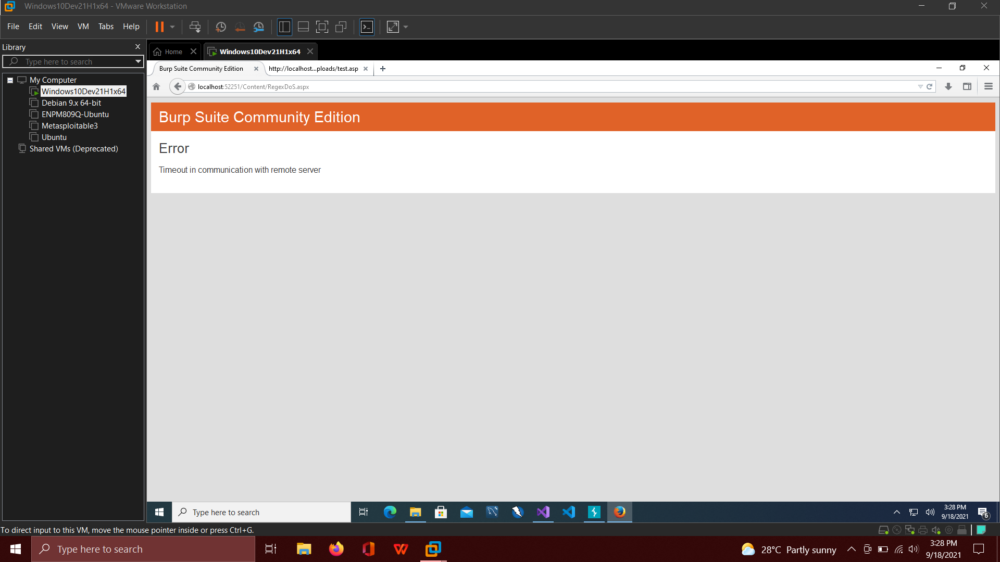 Windows10Dev21H1x64 - VMware Workstation
File Edit View VM Tabs Help
Library
Type here to search
My Computer
Windows10Dev21H1x64
Debian 9.x 64-bit
ENPM809Q-Ubuntu
Metasploitable3
Ubuntu
Shared VMs (Deprecated)
Home
Windows10Dev21H1x64
Burp Suite Community Edition
http://localhost...ploads/test.asp
localhost:52251/Content/RegexDoS.aspx
Burp Suite Community Edition
Error
Timeout in communication with remote server
Type here to search
3:28 PM
9/18/2021
6
To direct input to this VM, move the mouse pointer inside or press Ctrl+G.
Type here to search
28°C Partly sunny
3:28 PM
9/18/2021